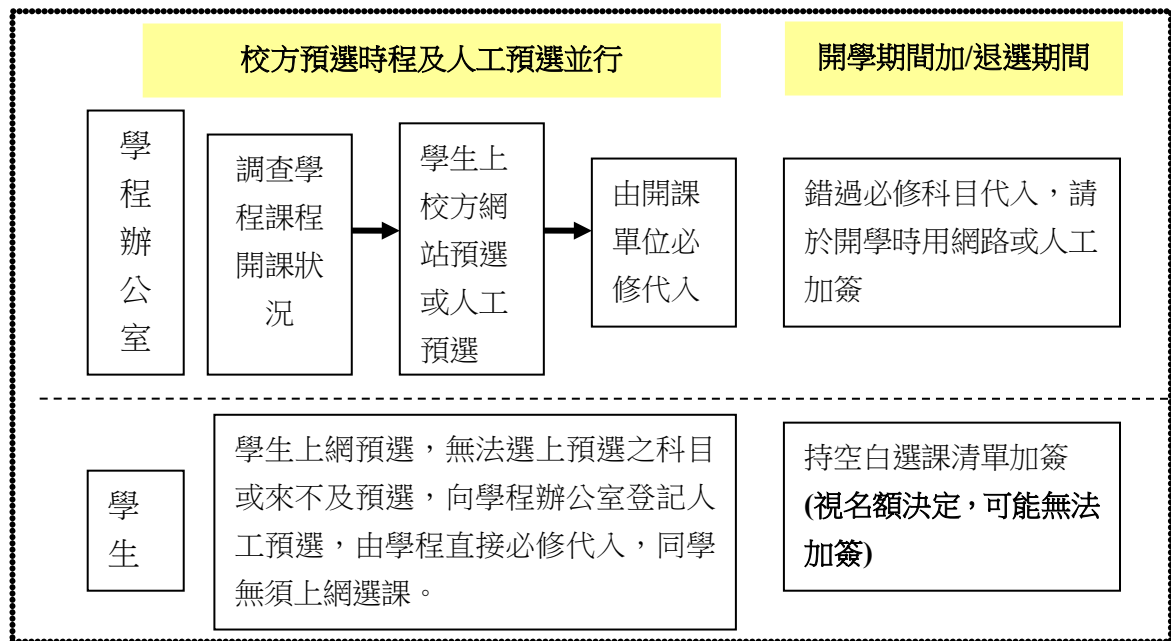 校方預選時程及人工預選並行
開學期間加/退選期間
學
程
辦
公
室
調查學
程課程
開課狀
況
學生上
校方網
站預選
或人工
預選
由開課
單位必
修代入
錯過必修科目代入，請
於開學時用網路或人工
加簽
學
生
學生上網預選，無法選上預選之科目
或來不及預選，向學程辦公室登記人
工預選，由學程直接必修代入，同學
無須上網選課。
持空白選課清單加簽
(視名額決定，可能無法
加簽)